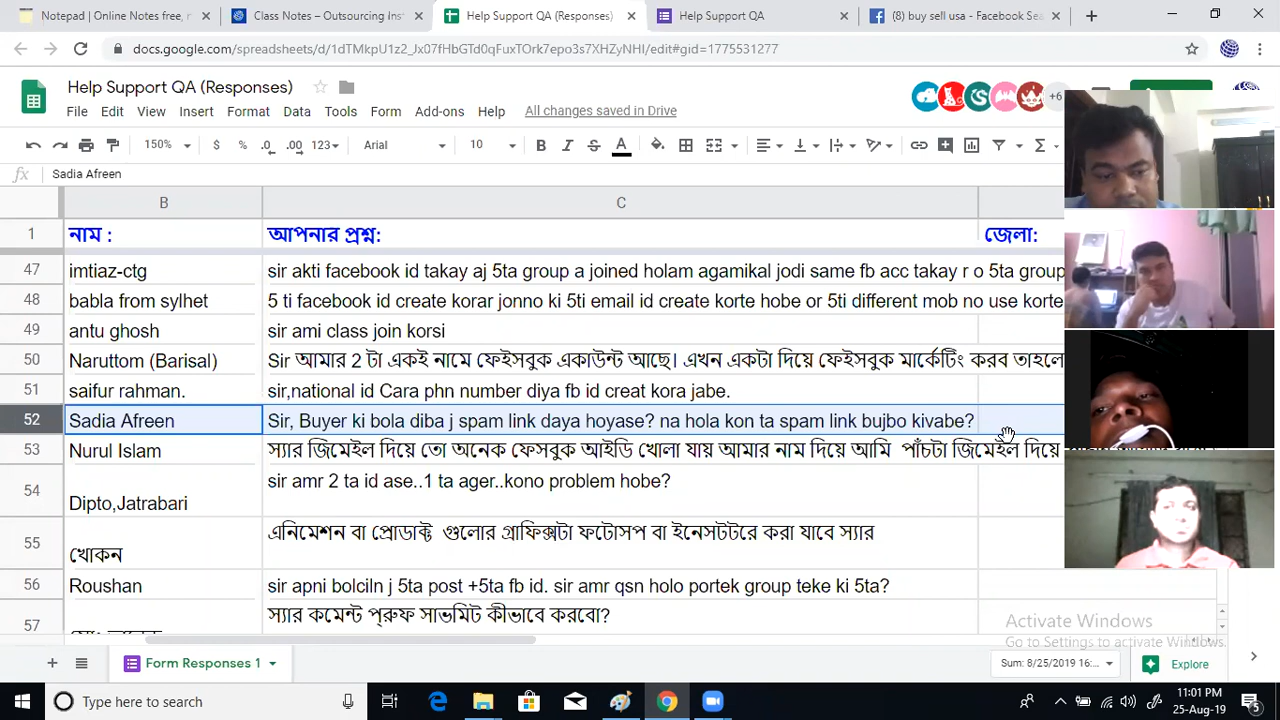 Notepad | Online Notes free, n
Class Notes – Outsourcing Inst
Help Support QA (Responses)
Help Support QA
(8) buy sell usa - Facebook Sea
docs.google.com/spreadsheets/d/1dTMkpU1z2_Jx07fHbGTd0qFuxTOrk7epo3s7XHZyNHI/edit#gid=1775531277
Help Support QA (Responses)
+6
File Edit View Insert Format Data Tools Form Add-ons Help All changes saved in Drive
150% $ % .0 .00 123 Arial 10 B I S A
fx Sadia Afreen
B C
1 নাম : আপনার প্রশ্ন: জেলা:
47 imtiaz-ctg sir akti facebook id takay aj 5ta group a joined holam agamikal jodi same fb acc takay r o 5ta group
48 babla from sylhet 5 ti facebook id create korar jonno ki 5ti email id create korte hobe or 5ti different mob no use korte
49 antu ghosh sir ami class join korsi
50 Naruttom (Barisal) Sir আমার 2 টা একই নামে ফেইসবুক একাউন্ট আছে। এখন একটা দিয়ে ফেইসবুক মার্কেটিং করব তাহলে
51 saifur rahman. sir,national id Cara phn number diya fb id creat kora jabe.
52 Sadia Afreen Sir, Buyer ki bola diba j spam link daya hoyase? na hola kon ta spam link bujbo kivabe?
53 Nurul Islam স্যার জিমেইল দিয়ে তো অনেক ফেসবুক আইডি খোলা যায় আমার নাম দিয়ে আমি পাঁচটা জিমেইল দিয়ে
54 Dipto,Jatrabari sir amr 2 ta id ase..1 ta ager..kono problem hobe?
55 খোকন এনিমেশন বা প্রোডাক্ট গুলোর গ্রাফিক্সটা ফটোসপ বা ইনেসটটরে করা যাবে স্যার
56 Roushan sir apni bolciln j 5ta post +5ta fb id. sir amr qsn holo portek group teke ki 5ta?
57 স্যার কমেন্ট প্রুফ সাভমিট কীভাবে করবো?
Activate Windows
Go to Settings to activate Windows.
Form Responses 1 Sum: 8/25/2019 16:... Explore
Type here to search
11:01 PM
25-Aug-19
5